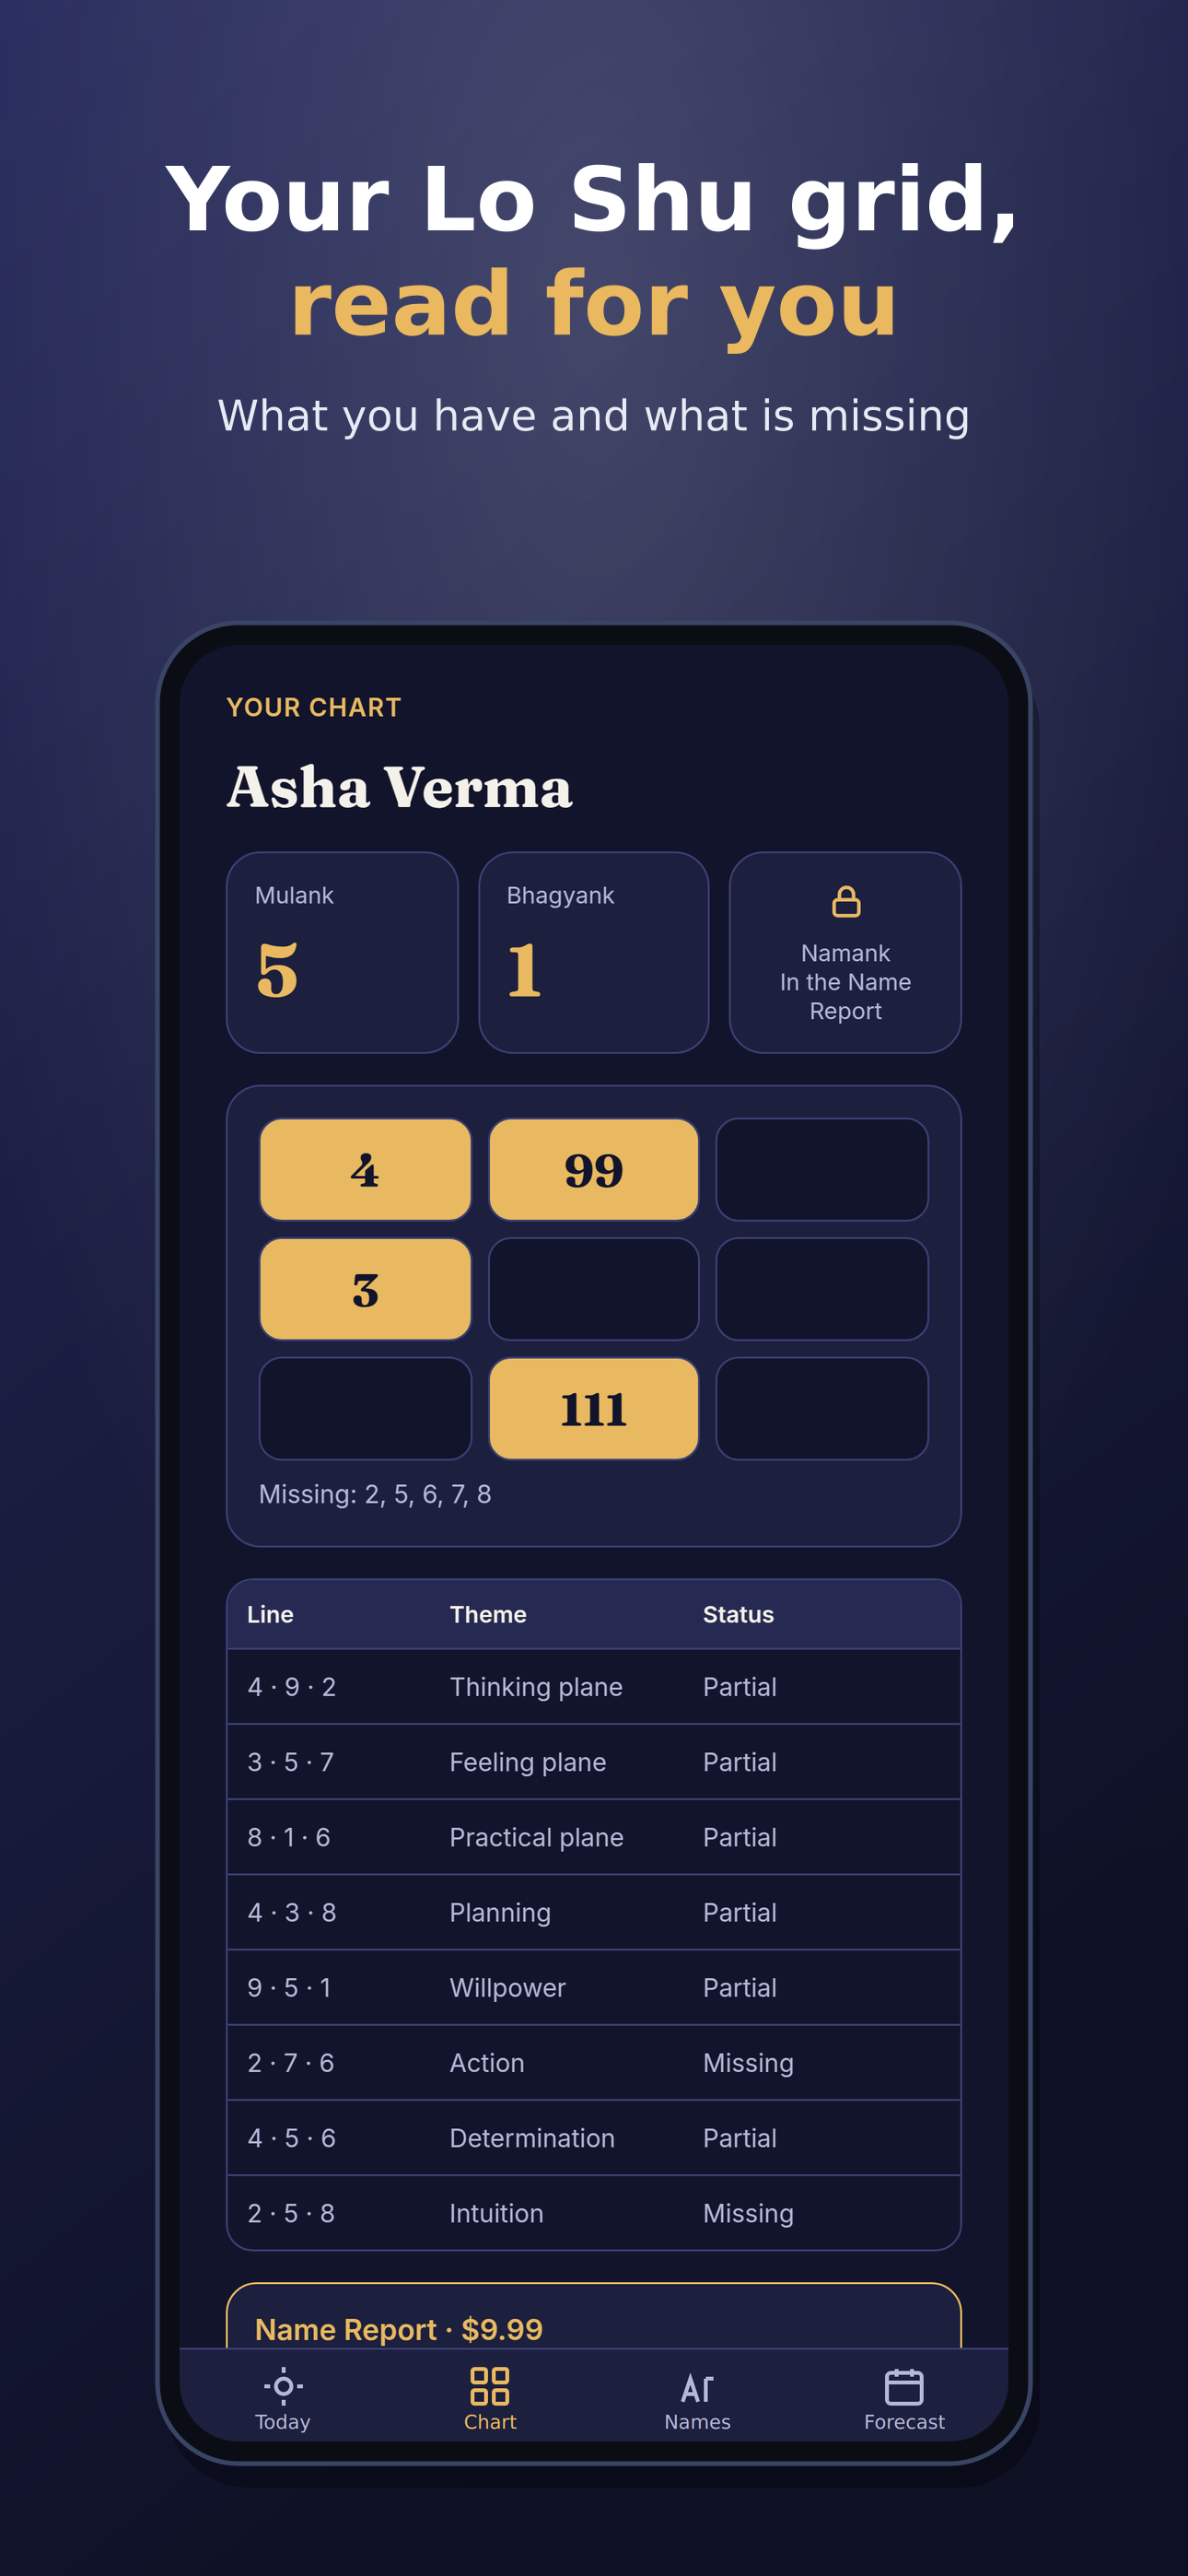 Your Lo Shu grid,
read for you
What you have and what is missing
YOUR CHART
Asha Verma
Mulank
5
Bhagyank
1
Namank
In the Name
Report
4
99
3
111
Missing: 2, 5, 6, 7, 8
Line Theme Status
4 · 9 · 2 Thinking plane Partial
3 · 5 · 7 Feeling plane Partial
8 · 1 · 6 Practical plane Partial
4 · 3 · 8 Planning Partial
9 · 5 · 1 Willpower Partial
2 · 7 · 6 Action Missing
4 · 5 · 6 Determination Partial
2 · 5 · 8 Intuition Missing
Name Report · $9.99
Today Chart Names Forecast